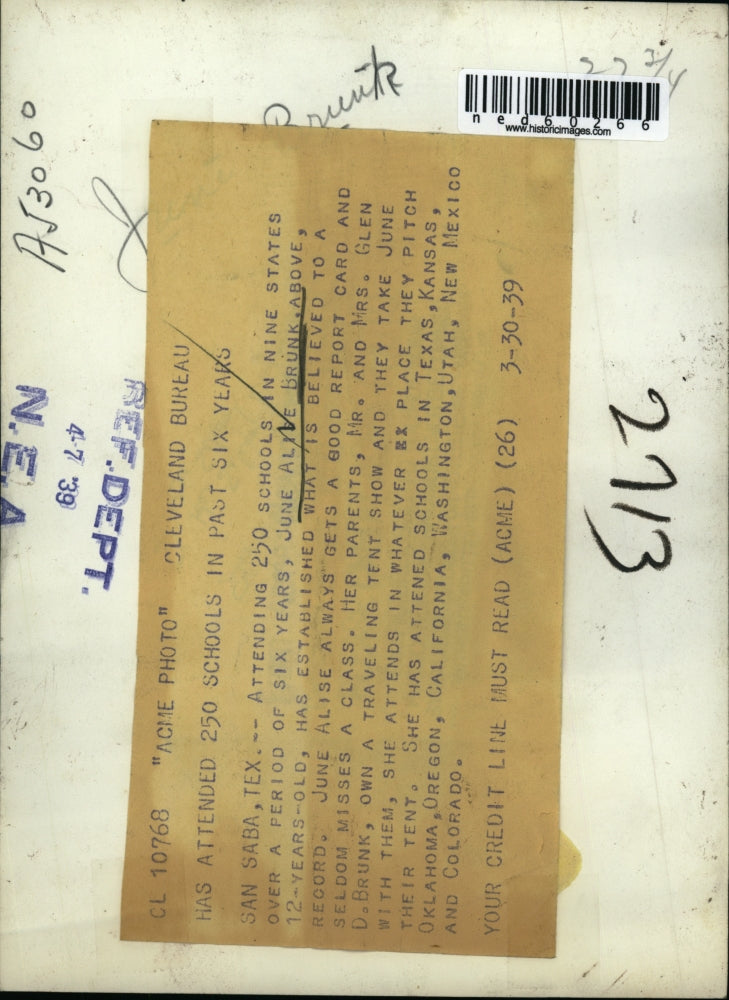 CL 10768 "ACME PHOTO" CLEVELAND BUREAU
HAS ATTENDED 250 SCHOOLS IN PAST SIX YEARS
SAN SABA, TEX.-- ATTENDING 250 SCHOOLS IN NINE STATES
OVER A PERIOD OF SIX YEARS, JUNE ALISE BRUNK, ABOVE,
12-YEARS-OLD, HAS ESTABLISHED WHAT IS BELIEVED TO A
RECORD. JUNE ALISE ALWAYS GETS A GOOD REPORT CARD AND
SELDOM MISSES A CLASS. HER PARENTS, MR. AND MRS. GLEN
D. BRUNK, OWN A TRAVELING TENT SHOW AND THEY TAKE JUNE
WITH THEM, SHE ATTENDS IN WHATEVER EX PLACE THEY PITCH
THEIR TENT. SHE HAS ATTENED SCHOOLS IN TEXAS, KANSAS,
OKLAHOMA, OREGON, CALIFORNIA, WASHINGTON, UTAH, NEW MEXICO
AND COLORADO.
YOUR CREDIT LINE MUST READ (ACME) (26) 3-30-39
Brunk
22 3/4
ned60266
www.historicimages.com
AJ3060
J
REF. DEPT.
4-7 '39
N.E.A
2713